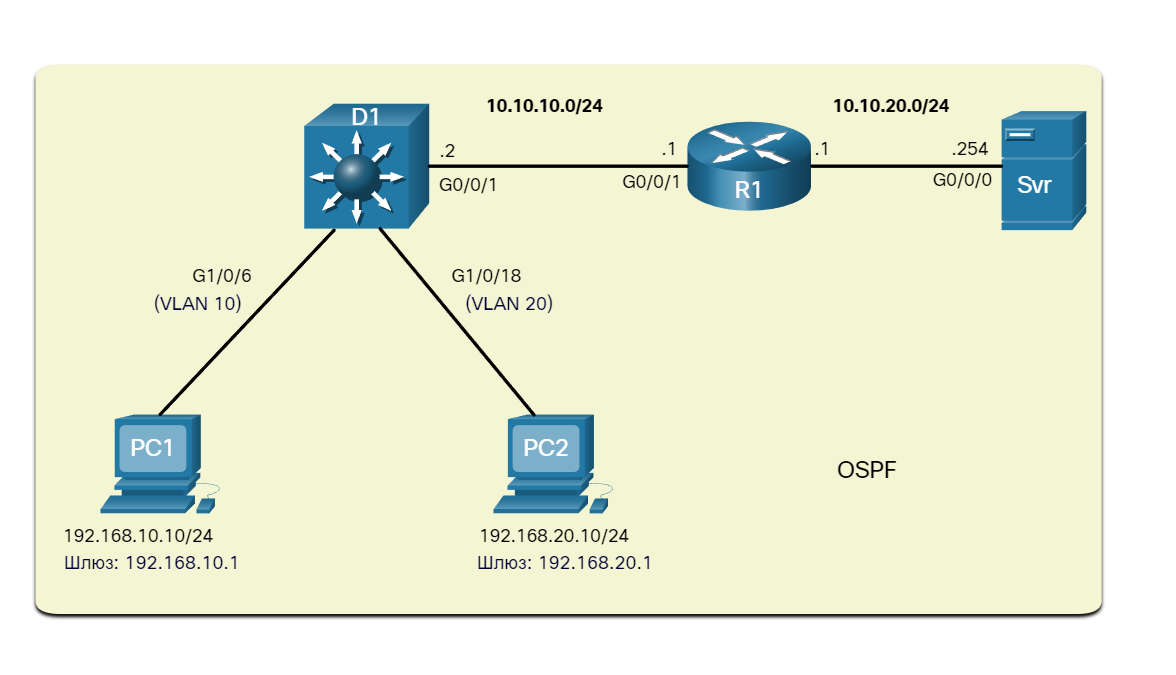 D1
10.10.10.0/24
10.10.20.0/24
.2
.1
.1
.254
G0/0/1
G0/0/1
R1
G0/0/0
Svr
G1/0/6
(VLAN 10)
G1/0/18
(VLAN 20)
PC1
PC2
OSPF
192.168.10.10/24
Шлюз: 192.168.10.1
192.168.20.10/24
Шлюз: 192.168.20.1